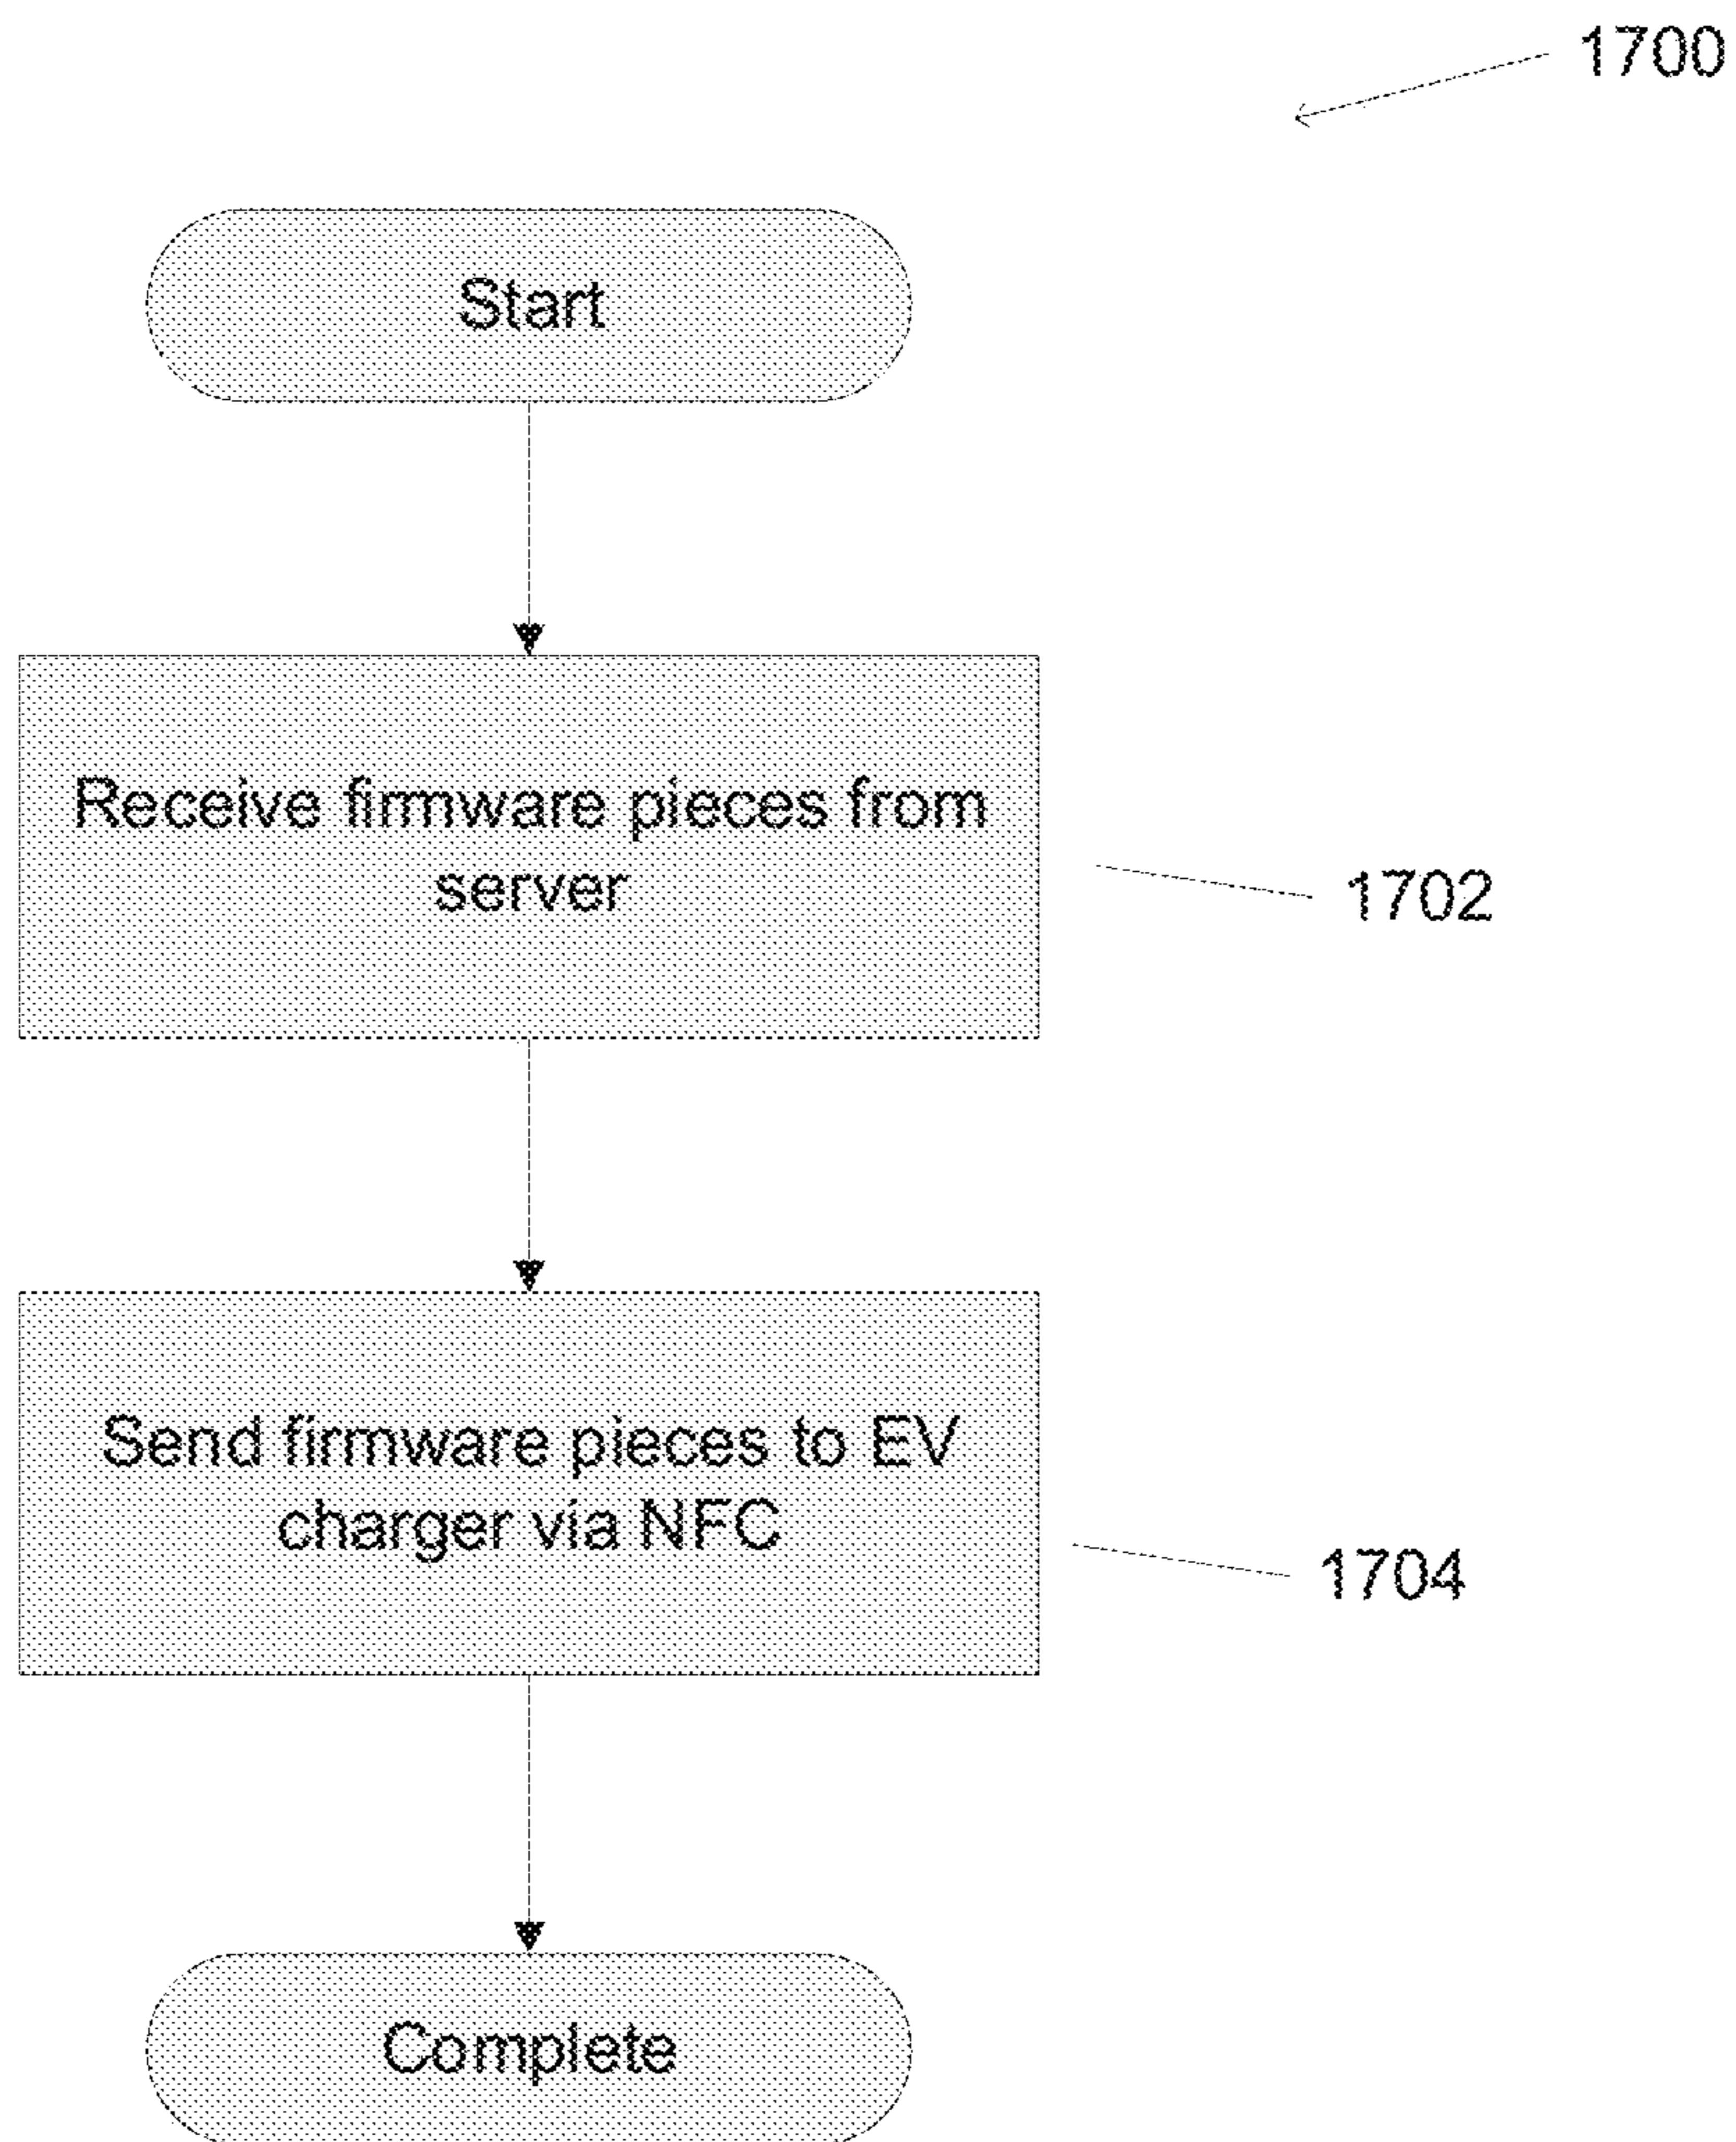 1700
Start
Receive firmware pieces from
server
1702
Send firmware pieces to EV
charger via NFC
1704
Complete